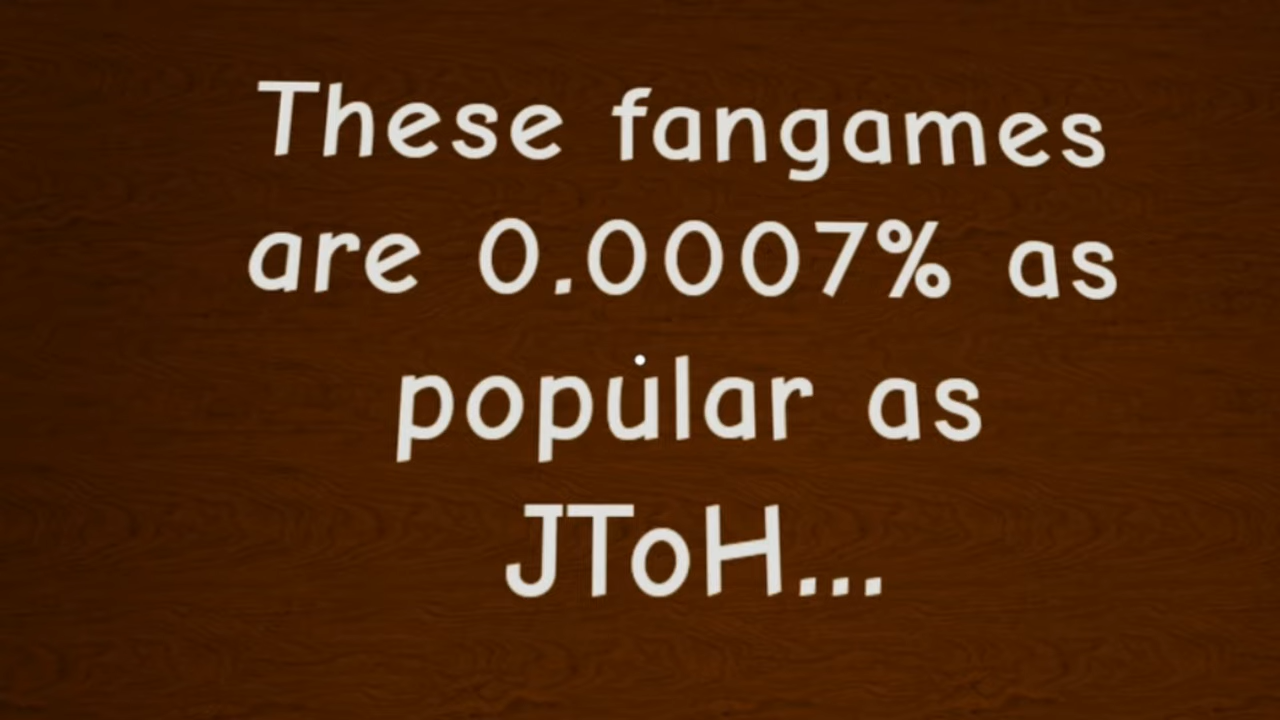 These fangames
are 0.0007% as
popular as
JToH...